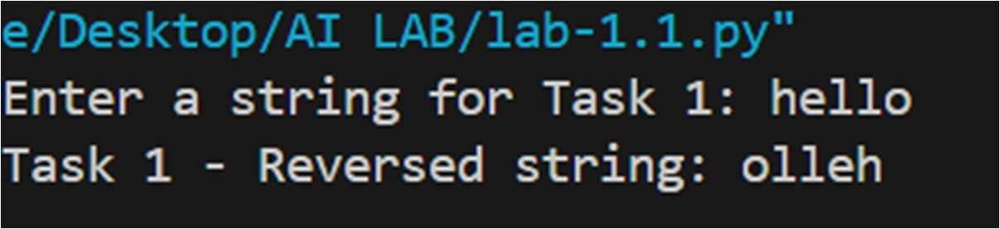 e/Desktop/AI LAB/lab-1.1.py"
Enter a string for Task 1: hello
Task 1 - Reversed string: olleh